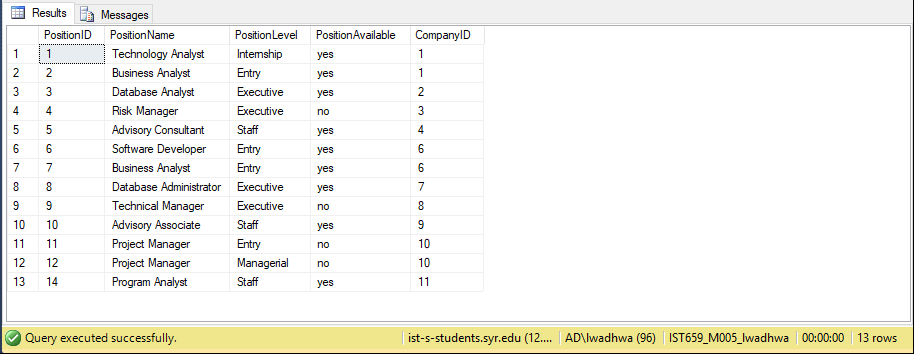 Results Messages
PositionID PositionName PositionLevel PositionAvailable CompanyID
1 1 Technology Analyst Internship yes 1
2 2 Business Analyst Entry yes 1
3 3 Database Analyst Executive yes 2
4 4 Risk Manager Executive no 3
5 5 Advisory Consultant Staff yes 4
6 6 Software Developer Entry yes 6
7 7 Business Analyst Entry yes 6
8 8 Database Administrator Executive yes 7
9 9 Technical Manager Executive no 8
10 10 Advisory Associate Staff yes 9
11 11 Project Manager Entry no 10
12 12 Project Manager Managerial no 10
13 14 Program Analyst Staff yes 11
Query executed successfully. ist-s-students.syr.edu (12.... AD\lwadhwa (96) IST659_M005_lwadhwa 00:00:00 13 rows